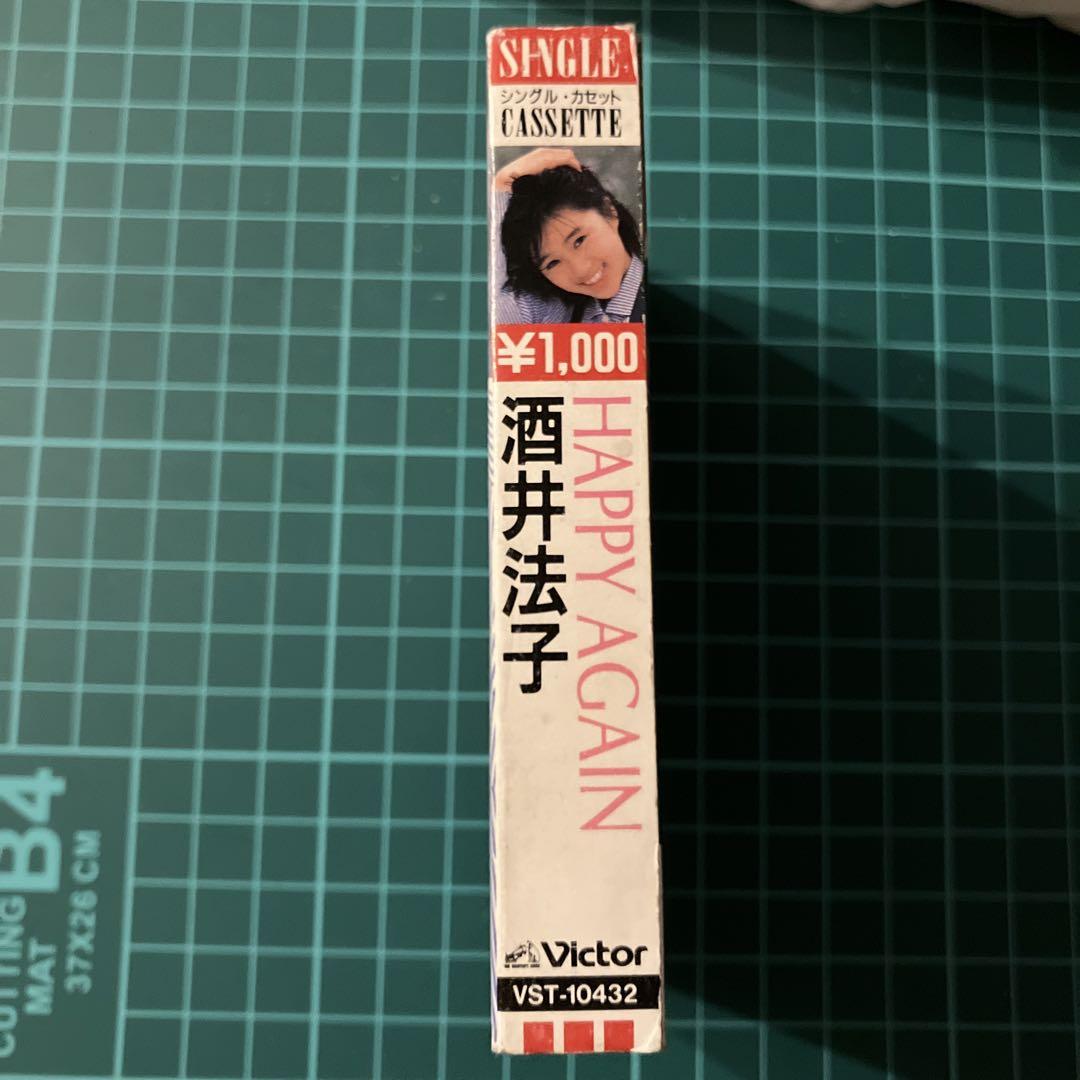 SINGLE
シングル・カセット
CASSETTE
¥1,000
HAPPY AGAIN
酒井法子
Victor
VST-10432
B4
CUTTING
MAT
37X26 CM